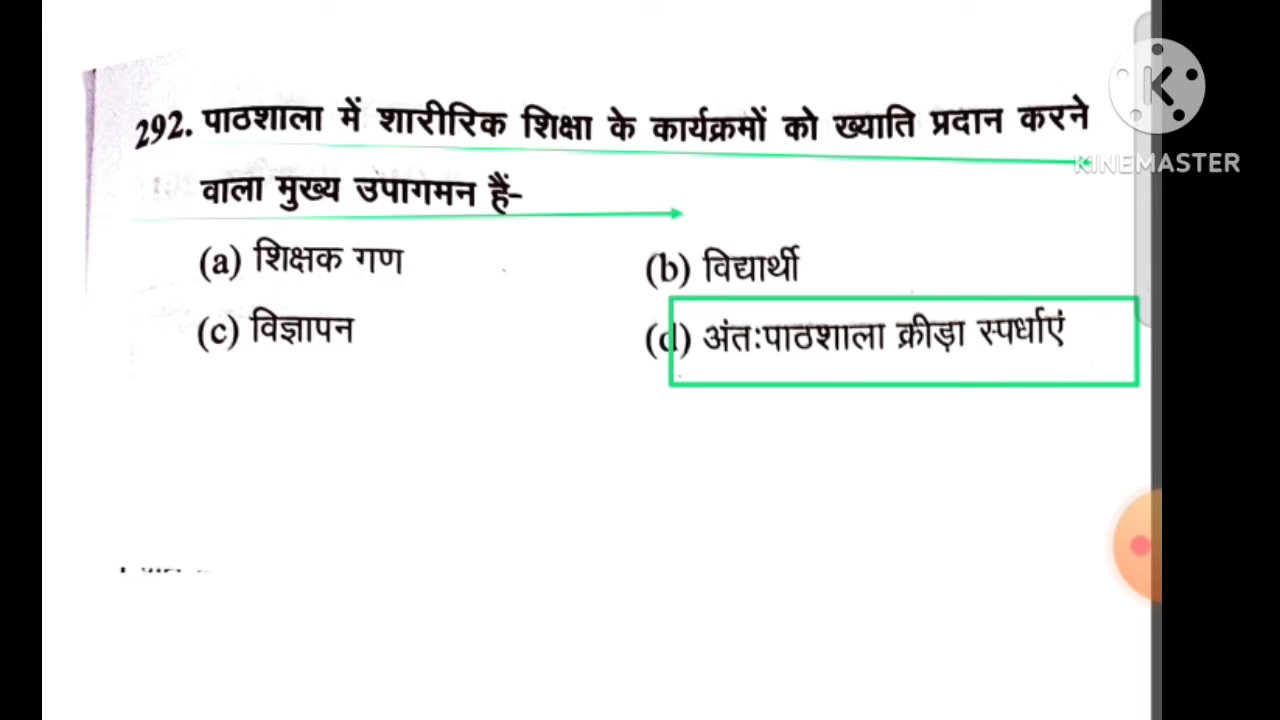 292. पाठशाला में शारीरिक शिक्षा के कार्यक्रमों को ख्याति प्रदान करने
वाला मुख्य उपागमन हैं-
(a) शिक्षक गण (b) विद्यार्थी
(c) विज्ञापन (d) अंतःपाठशाला क्रीड़ा स्पर्धाएं
K
KINEMASTER